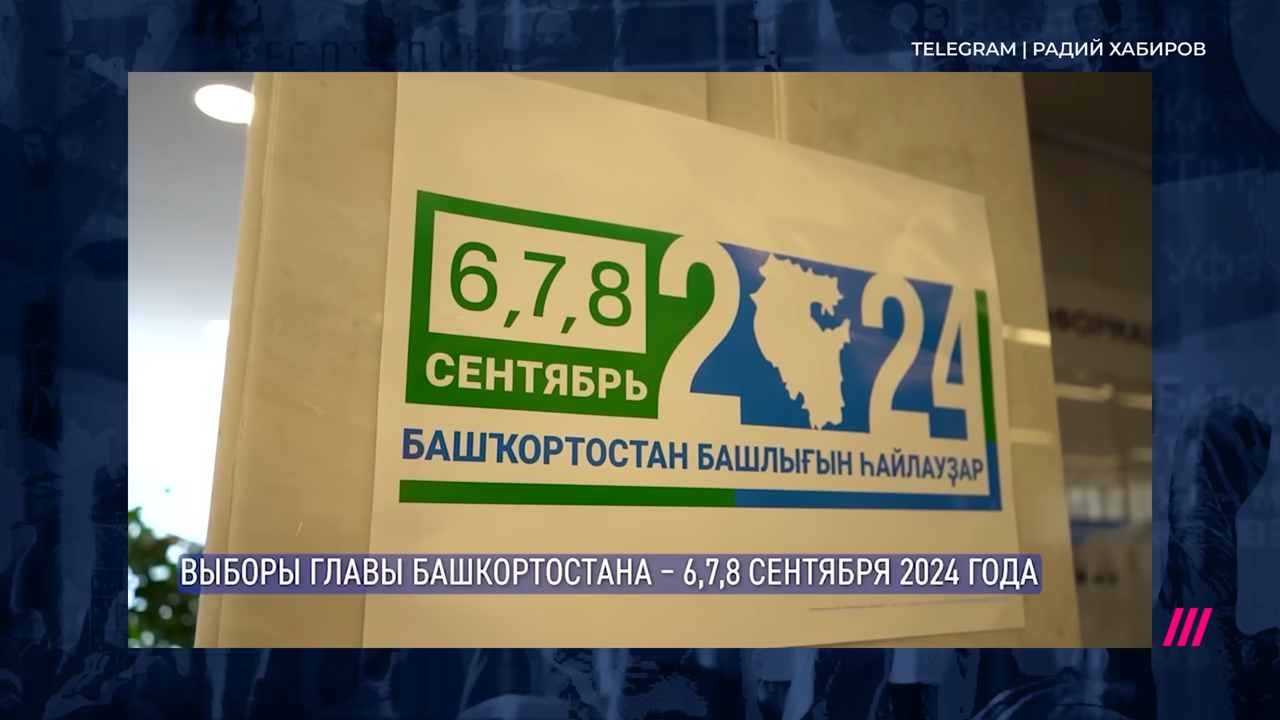 TELEGRAM | РАДИЙ ХАБИРОВ
6,7,8
2024
СЕНТЯБРЬ
БАШҠОРТОСТАН БАШЛЫҒЫН ҺАЙЛАУҘАР
ВЫБОРЫ ГЛАВЫ БАШКОРТОСТАНА – 6,7,8 СЕНТЯБРЯ 2024 ГОДА